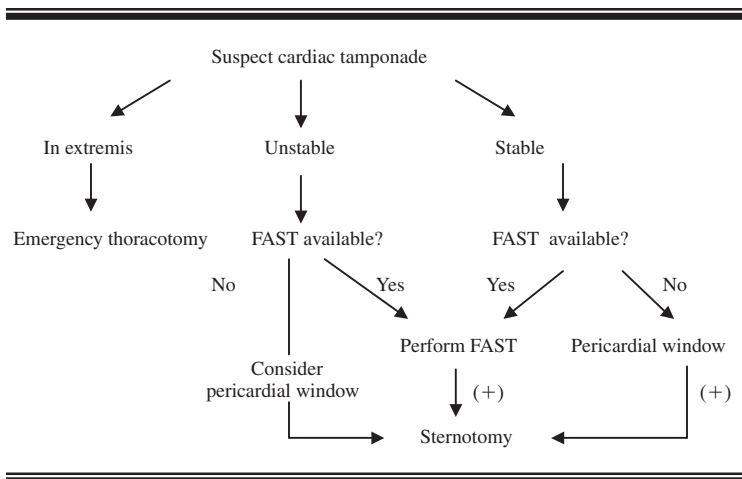 Suspect cardiac tamponade
In extremis
Unstable
Stable
Emergency thoracotomy
FAST available?
FAST available?
No
Yes
Yes
No
Perform FAST
Pericardial window
Consider
pericardial window
(+)
(+)
Sternotomy